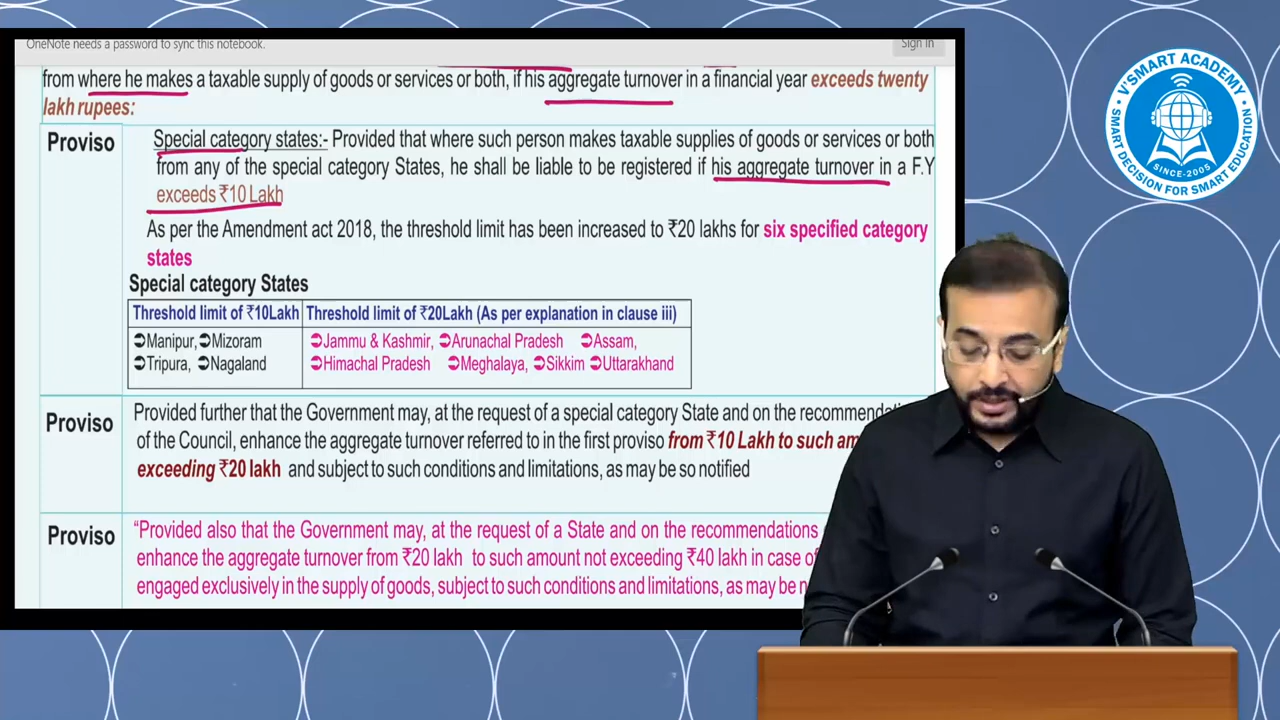 OneNote needs a password to sync this notebook.
Sign in
from where he makes a taxable supply of goods or services or both, if his aggregate turnover in a financial year exceeds twenty
lakh rupees:
Proviso
Special category states:- Provided that where such person makes taxable supplies of goods or services or both
from any of the special category States, he shall be liable to be registered if his aggregate turnover in a F.Y
exceeds ₹10 Lakh
As per the Amendment act 2018, the threshold limit has been increased to ₹20 lakhs for six specified category
states
Special category States
Threshold limit of ₹10Lakh
Threshold limit of ₹20Lakh (As per explanation in clause iii)
➲Manipur,➲Mizoram
➲Jammu & Kashmir, ➲Arunachal Pradesh ➲Assam,
➲Tripura, ➲Nagaland
➲Himachal Pradesh ➲Meghalaya, ➲Sikkim ➲Uttarakhand
Proviso
Provided further that the Government may, at the request of a special category State and on the
of the Council, enhance the aggregate turnover referred to in the first proviso from ₹10 Lakh to such
exceeding ₹20 lakh and subject to such conditions and limitations, as may be so notified
Proviso
“Provided also that the Government may, at the request of a State and on the recommendations
enhance the aggregate turnover from ₹20 lakh to such amount not exceeding ₹40 lakh in case of
engaged exclusively in the supply of goods, subject to such conditions and limitations, as may be
V'SMART ACADEMY
SINCE-2005
SMART DECISION FOR SMART EDUCATION